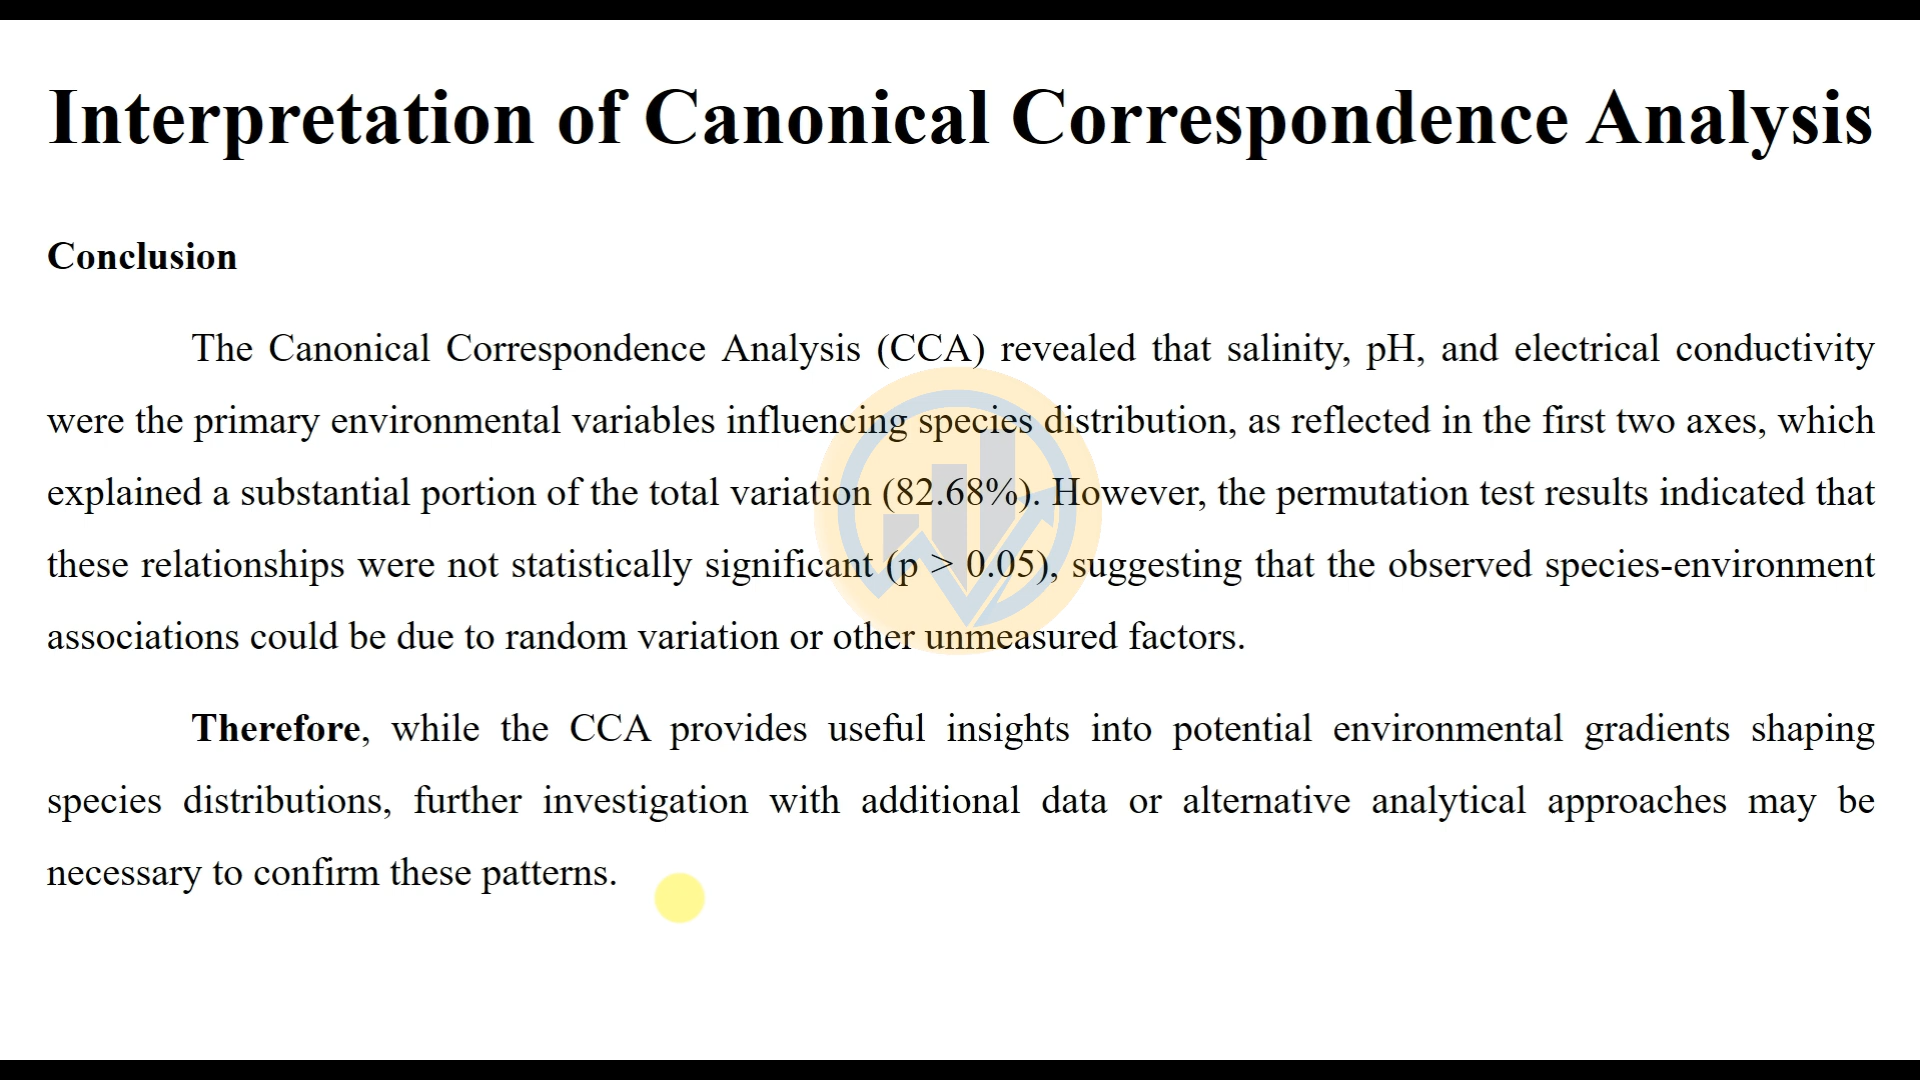 Interpretation of Canonical Correspondence Analysis
Conclusion
The Canonical Correspondence Analysis (CCA) revealed that salinity, pH, and electrical conductivity
were the primary environmental variables influencing species distribution, as reflected in the first two axes, which
explained a substantial portion of the total variation (82.68%). However, the permutation test results indicated that
these relationships were not statistically significant (p > 0.05), suggesting that the observed species-environment
associations could be due to random variation or other unmeasured factors.
Therefore, while the CCA provides useful insights into potential environmental gradients shaping
species distributions, further investigation with additional data or alternative analytical approaches may be
necessary to confirm these patterns.